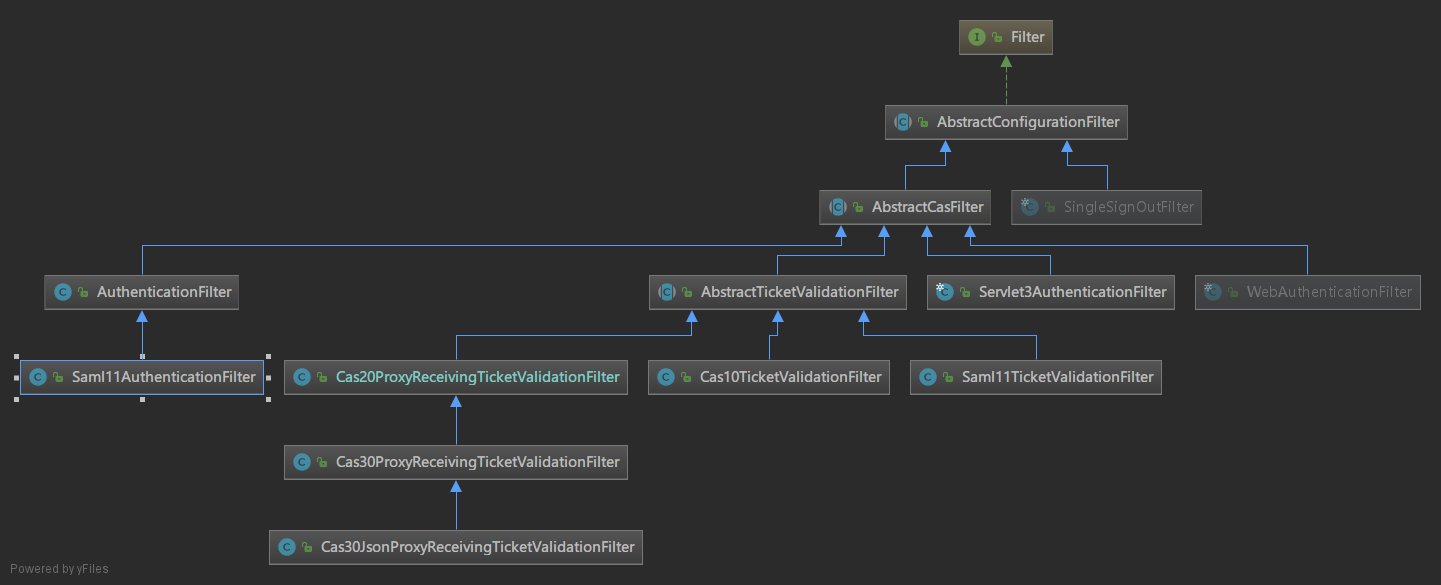 Filter
AbstractConfigurationFilter
AbstractCasFilter
SingleSignOutFilter
AuthenticationFilter
AbstractTicketValidationFilter
Servlet3AuthenticationFilter
WebAuthenticationFilter
Saml11AuthenticationFilter
Cas20ProxyReceivingTicketValidationFilter
Cas10TicketValidationFilter
Saml11TicketValidationFilter
Cas30ProxyReceivingTicketValidationFilter
Cas30JsonProxyReceivingTicketValidationFilter
Powered by yFiles